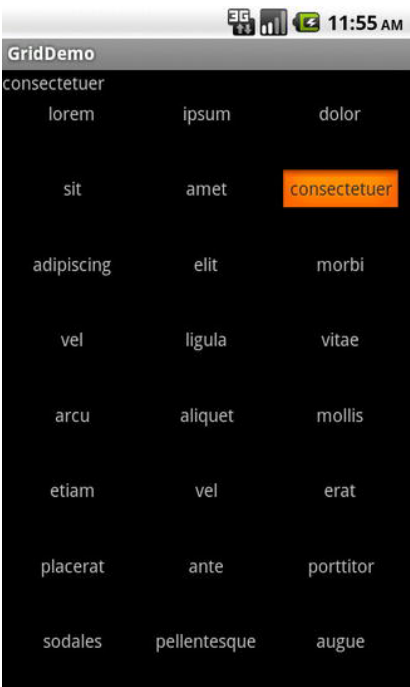 3G 11:55 AM
GridDemo
consectetuer
lorem ipsum dolor
sit amet consectetuer
adipiscing elit morbi
vel ligula vitae
arcu aliquet mollis
etiam vel erat
placerat ante porttitor
sodales pellentesque augue